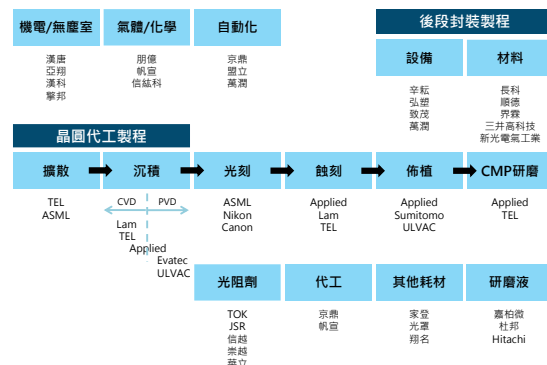 機電/無塵室
漢唐
亞翔
漢科
擎邦
氣體/化學
朋億
帆宣
信紘科
自動化
京鼎
盟立
萬潤
後段封裝製程
設備
辛耘
弘塑
致茂
萬潤
材料
長科
順德
界霖
三井高科技
新光電氣工業
晶圓代工製程
擴散
TEL
ASML
沉積
CVD
PVD
Lam
TEL
Applied
Evatec
ULVAC
光刻
ASML
Nikon
Canon
蝕刻
Applied
Lam
TEL
佈植
Applied
Sumitomo
ULVAC
CMP研磨
Applied
TEL
光阻劑
TOK
JSR
信越
崇越
華立
代工
京鼎
帆宣
其他耗材
家登
光罩
翔名
研磨液
嘉柏微
杜邦
Hitachi